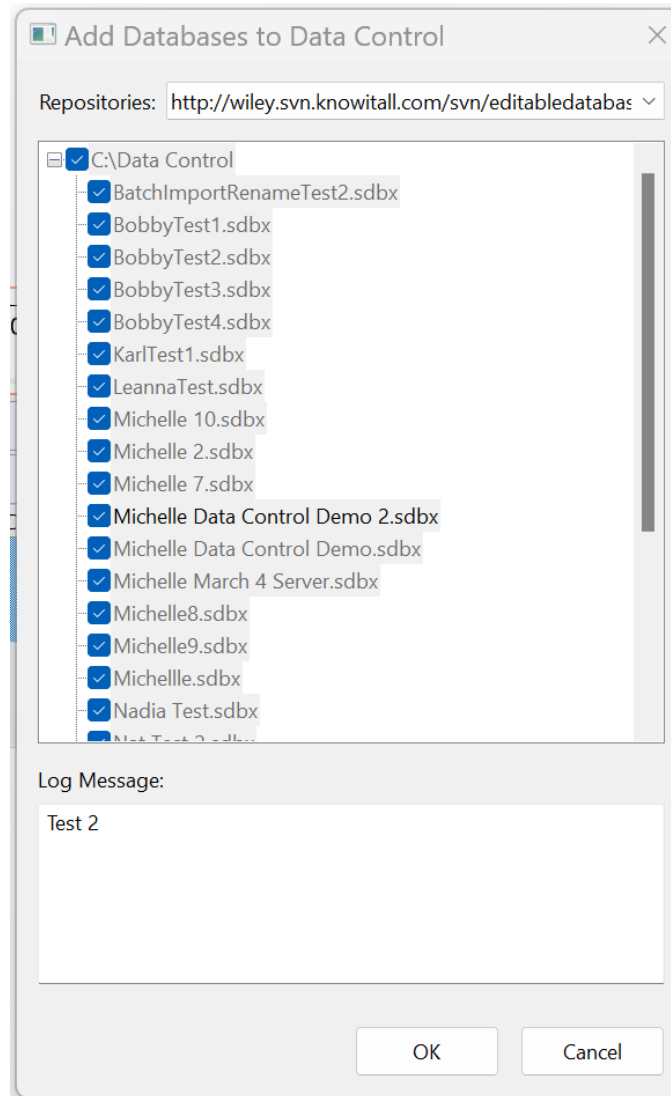 Add Databases to Data Control
Repositories: http://wiley.svn.knowitall.com/svn/editabledatabas
C:\Data Control
BatchImportRenameTest2.sdbx
BobbyTest1.sdbx
BobbyTest2.sdbx
BobbyTest3.sdbx
BobbyTest4.sdbx
KarlTest1.sdbx
LeannaTest.sdbx
Michelle 10.sdbx
Michelle 2.sdbx
Michelle 7.sdbx
Michelle Data Control Demo 2.sdbx
Michelle Data Control Demo.sdbx
Michelle March 4 Server.sdbx
Michelle8.sdbx
Michelle9.sdbx
Michellle.sdbx
Nadia Test.sdbx
Log Message:
Test 2
OK Cancel